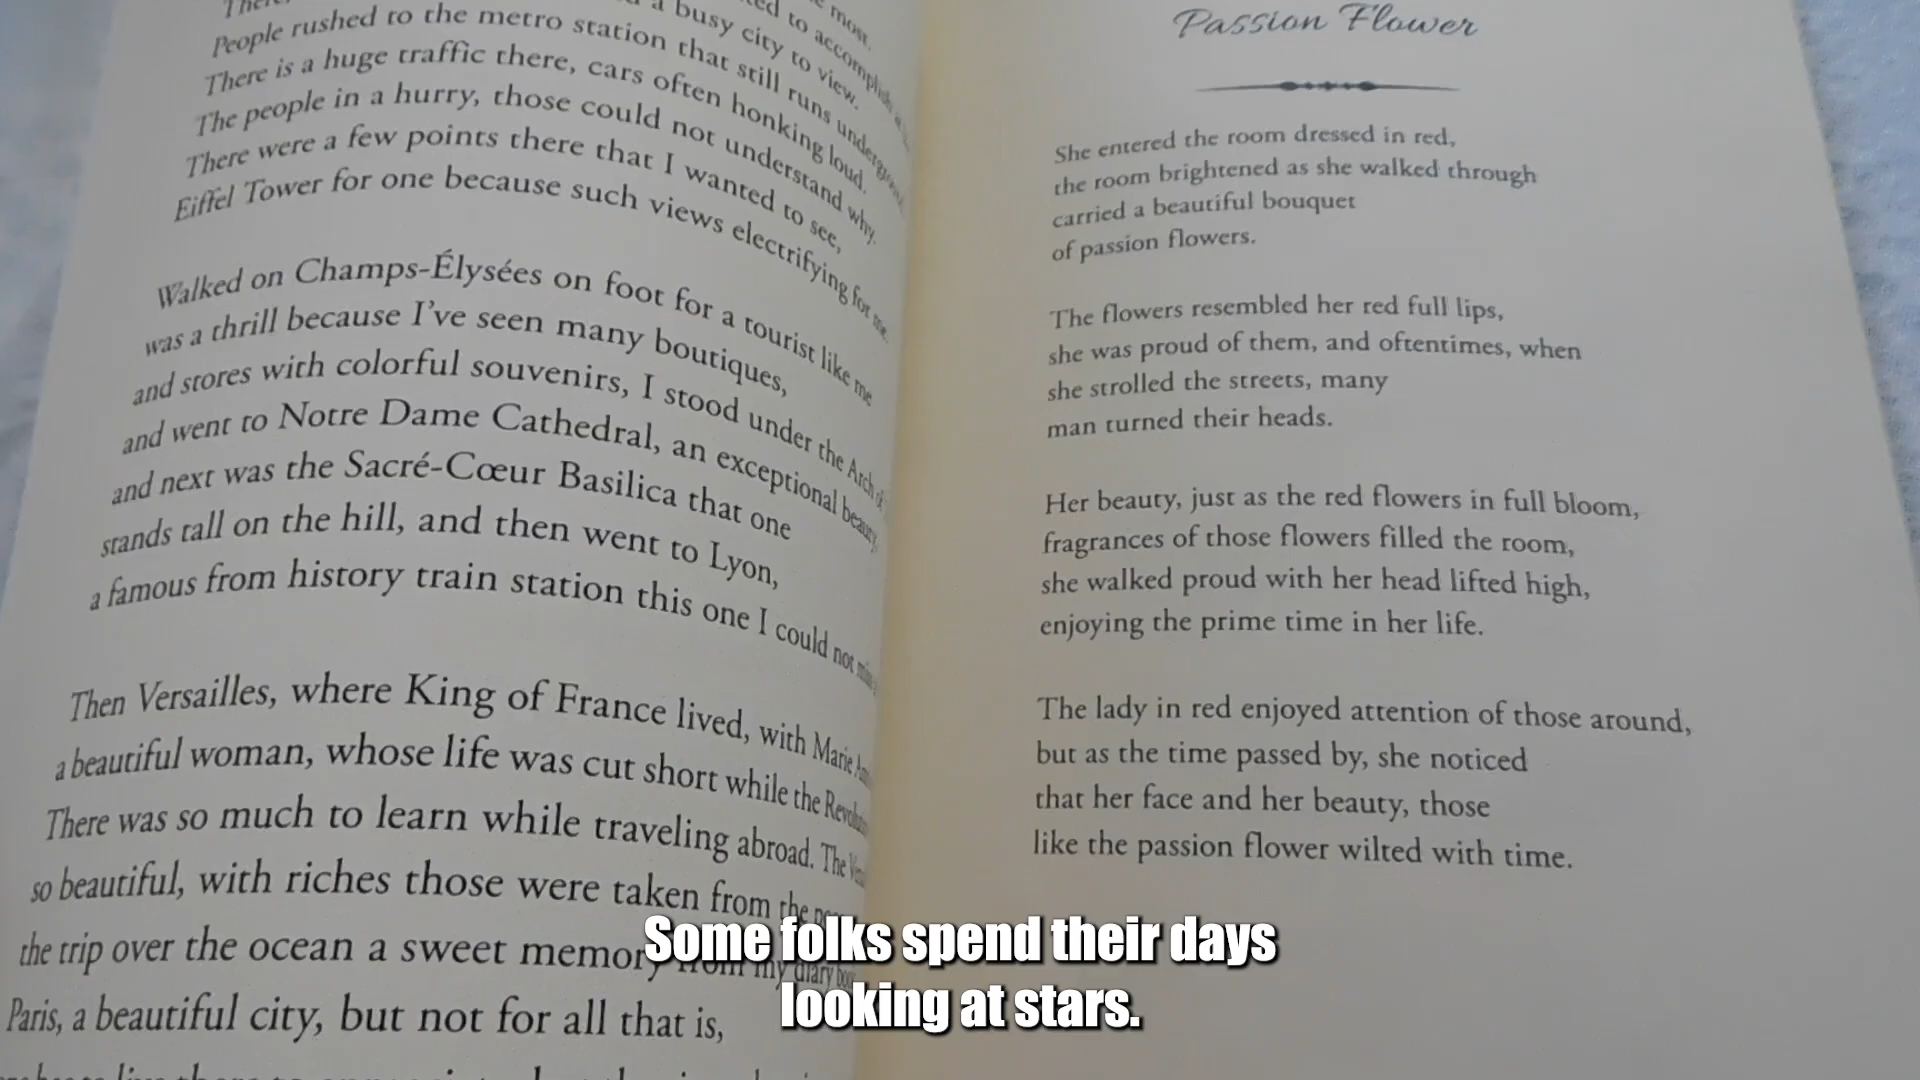 People rushed to the metro station that still runs underground,
There is a huge traffic there, cars often honking loud.
The people in a hurry, those could not understand why.
There were a few points there that I wanted to see,
Eiffel Tower for one because such views electrifying for me.
Walked on Champs-Élysées on foot for a tourist like me
was a thrill because I've seen many boutiques,
and stores with colorful souvenirs, I stood under the Arch of
and went to Notre Dame Cathedral, an exceptional beauty,
and next was the Sacré-Cœur Basilica that one
stands tall on the hill, and then went to Lyon,
a famous from history train station this one I could not
Then Versailles, where King of France lived, with Marie
a beautiful woman, whose life was cut short while the
There was so much to learn while traveling abroad. The
so beautiful, with riches those were taken from the
the trip over the ocean a sweet memory from my diary
Paris, a beautiful city, but not for all that is,
Passion Flower
She entered the room dressed in red,
the room brightened as she walked through
carried a beautiful bouquet
of passion flowers.
The flowers resembled her red full lips,
she was proud of them, and oftentimes, when
she strolled the streets, many
man turned their heads.
Her beauty, just as the red flowers in full bloom,
fragrances of those flowers filled the room,
she walked proud with her head lifted high,
enjoying the prime time in her life.
The lady in red enjoyed attention of those around,
but as the time passed by, she noticed
that her face and her beauty, those
like the passion flower wilted with time.
Some folks spend their days
looking at stars.